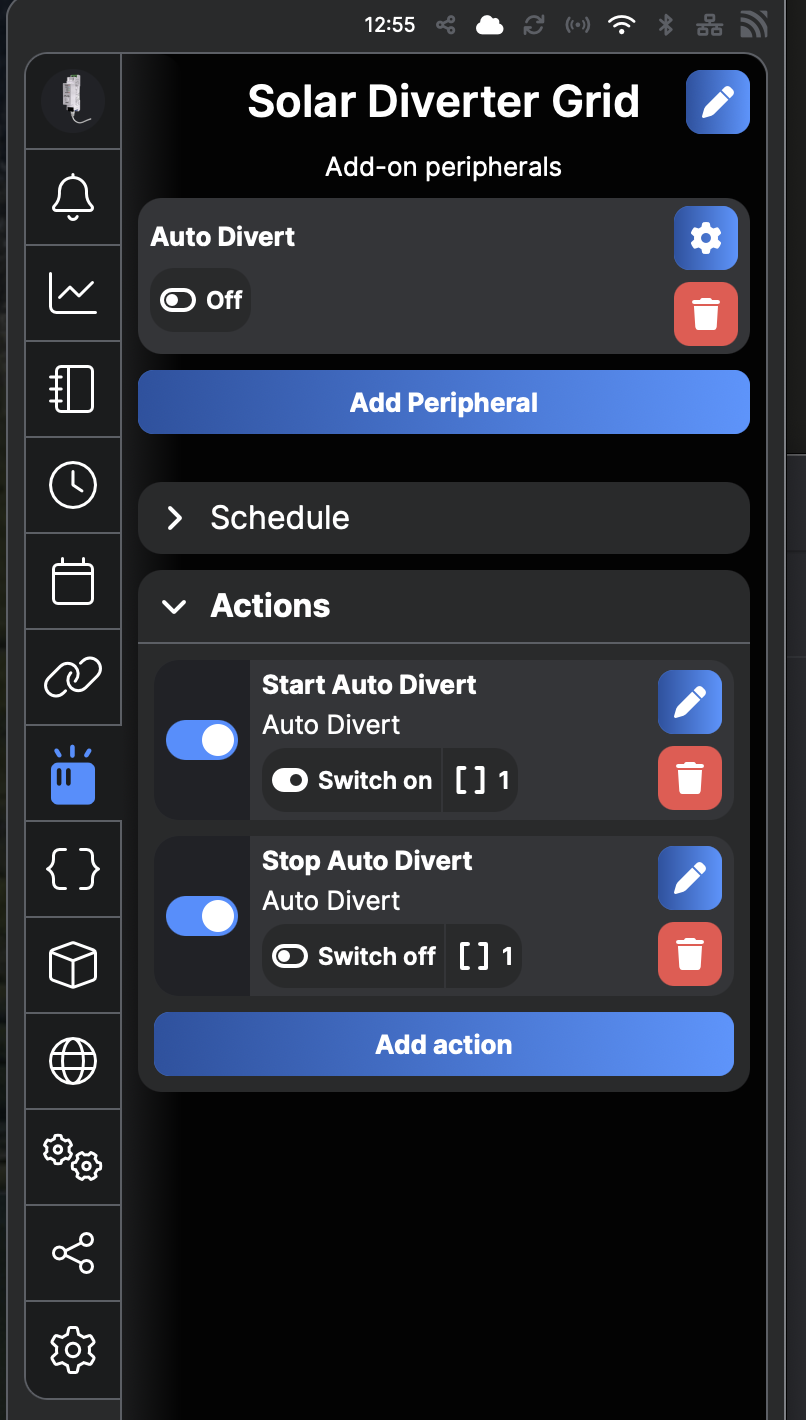 12:55
Solar Diverter Grid
Add-on peripherals
Auto Divert
Off
Add Peripheral
Schedule
Actions
Start Auto Divert
Auto Divert
Switch on [ ] 1
Stop Auto Divert
Auto Divert
Switch off [ ] 1
Add action